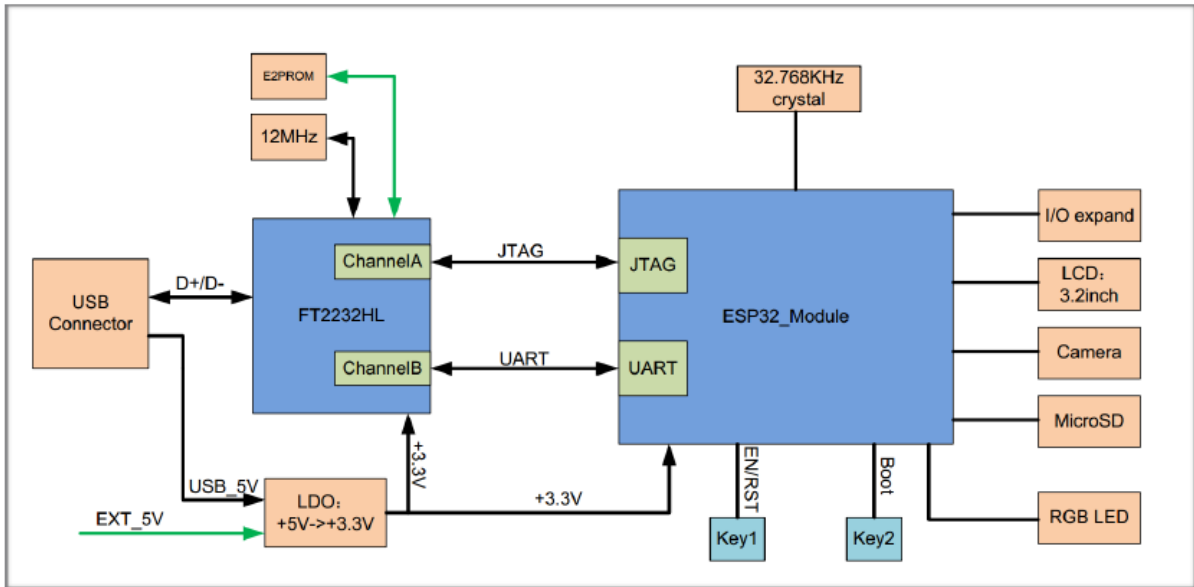 E2PROM
12MHz
32.768KHz
crystal
I/O expand
LCD：
3.2inch
Camera
MicroSD
RGB LED
USB
Connector
D+/D-
ChannelA
FT2232HL
ChannelB
JTAG
UART
JTAG
ESP32_Module
UART
+3.3V
USB_5V
EXT_5V
LDO：
+5V->+3.3V
+3.3V
EN/RST
Boot
Key1
Key2